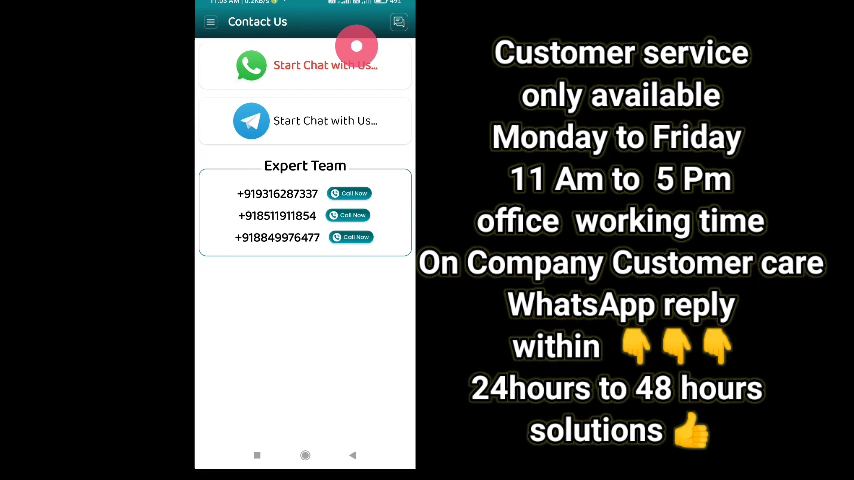 Contact Us
Start Chat with Us...
Start Chat with Us...
Expert Team
+919316287337 Call Now
+918511911854 Call Now
+918849976477 Call Now
Customer service
only available
Monday to Friday
11 Am to 5 Pm
office working time
On Company Customer care
WhatsApp reply
within 👇👇👇
24hours to 48 hours
solutions 👍